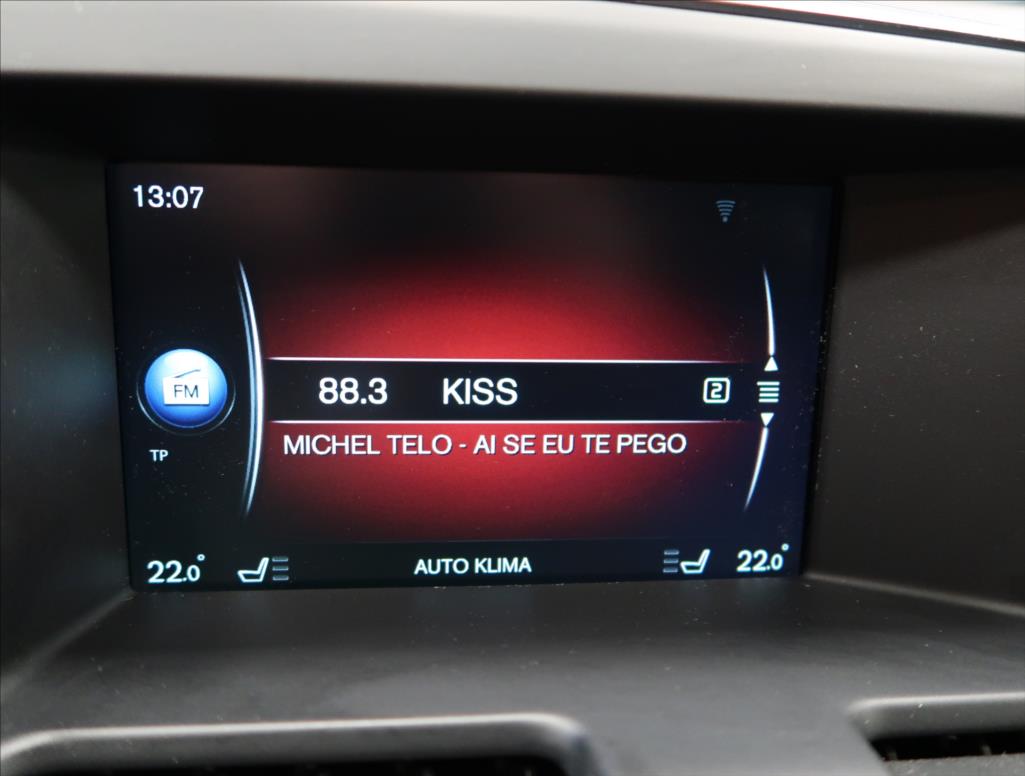 13:07
88.3 KISS 2
FM
MICHEL TELO - AI SE EU TE PEGO
TP
22.0° AUTO KLIMA 22.0°